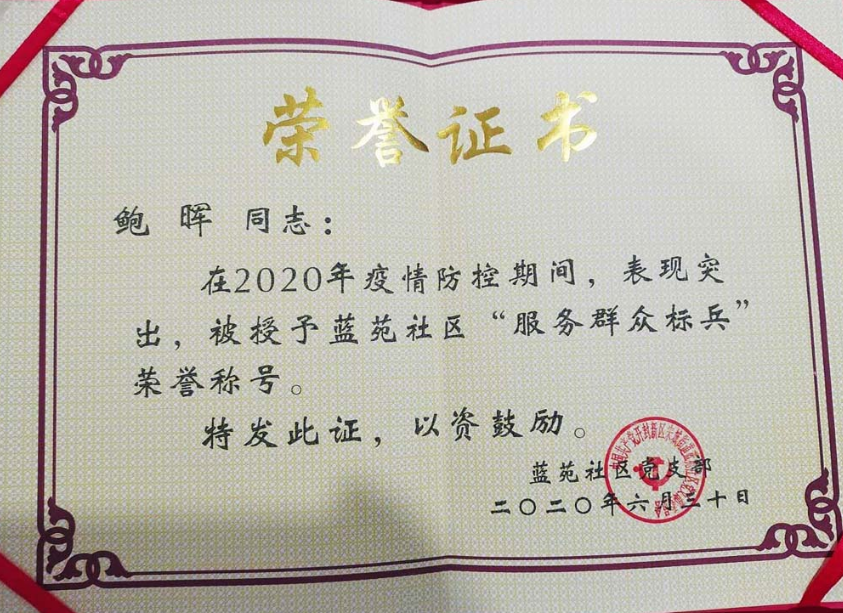 荣誉证书
鲍 晖 同志：
在2020年疫情防控期间，表现突
出，被授予蓝苑社区“服务群众标兵”
荣誉称号。
特发此证，以资鼓励。
蓝苑社区党支部
二〇二〇年六月三十日